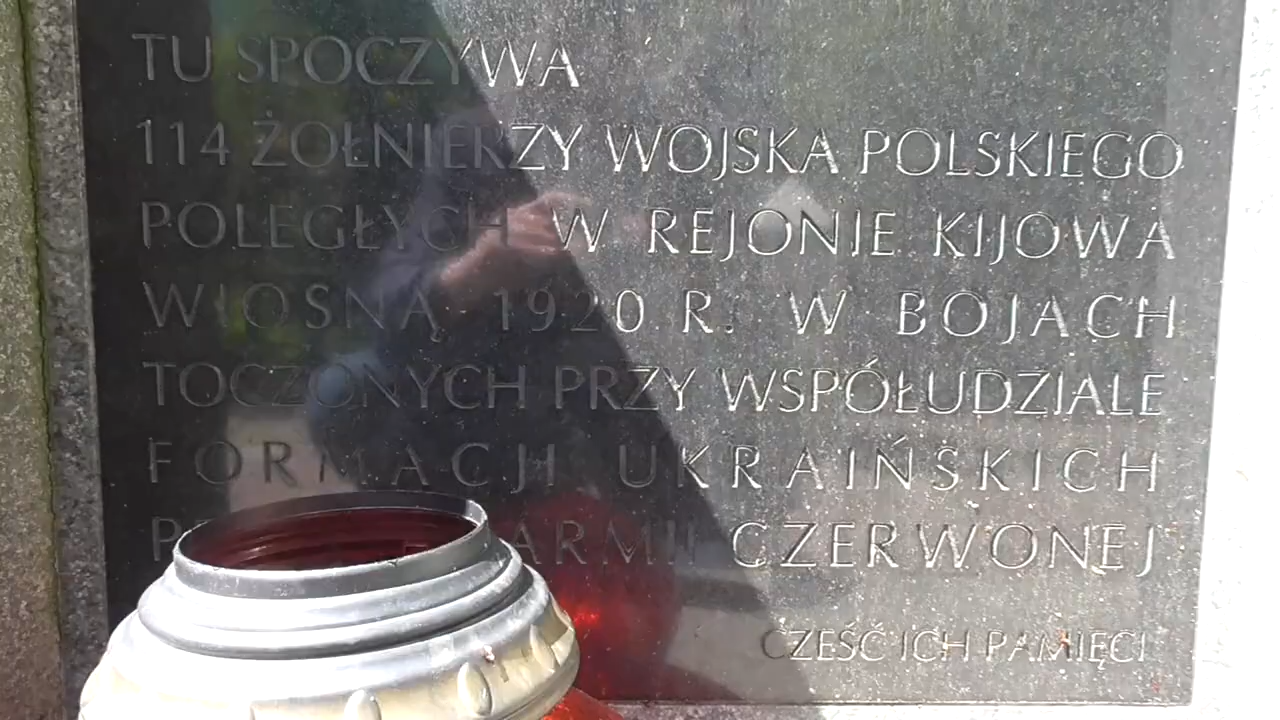 TU SPOCZYWA
114 ŻOŁNIERZY WOJSKA POLSKIEGO
POLEGŁYCH W REJONIE KIJOWA
WIOSNĄ 1920 R. W BOJACH
TOCZONYCH PRZY WSPÓŁUDZIALE
FORMACJI UKRAIŃSKICH
ARMII CZERWONEJ
CZEŚĆ ICH PAMIĘCI